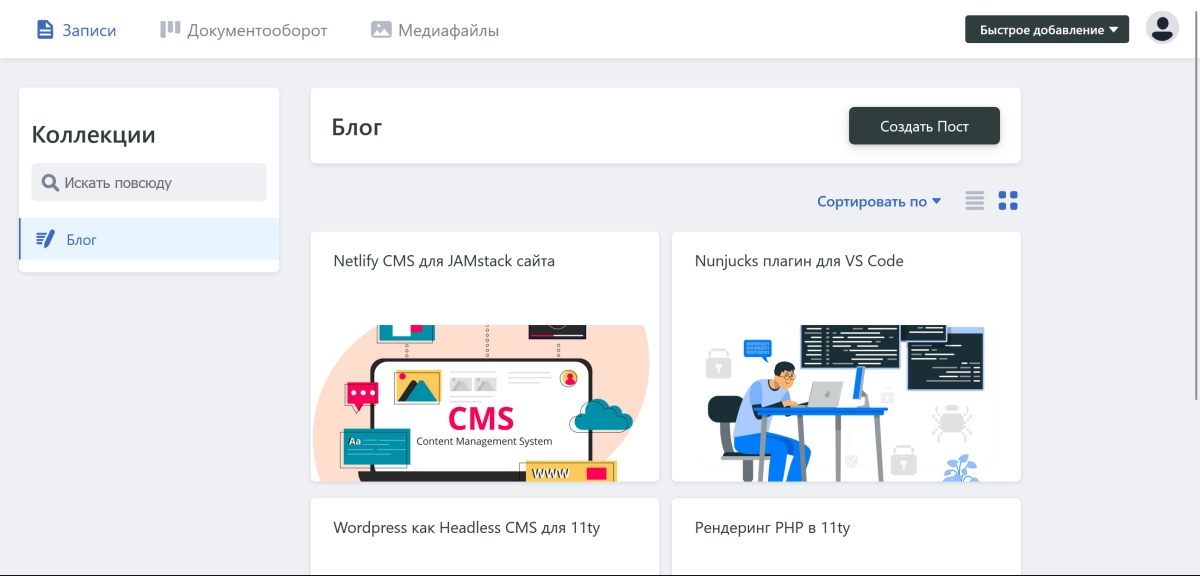 Записи
Документооборот
Медиафайлы
Быстрое добавление
Коллекции
Искать повсюду
Блог
Блог
Создать Пост
Сортировать по
Netlify CMS для JAMstack сайта
CMS
Content Management System
Aa
WWW
Nunjucks плагин для VS Code
Wordpress как Headless CMS для 11ty
Рендеринг PHP в 11ty